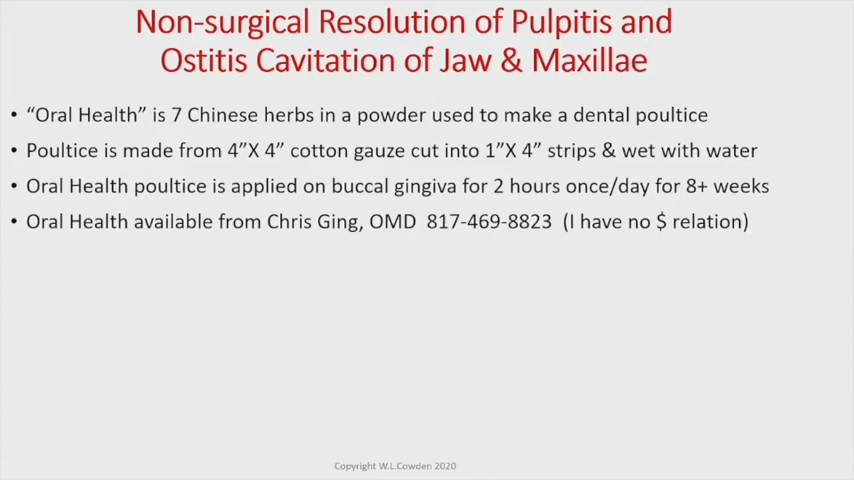 Non-surgical Resolution of Pulpitis and
Ostitis Cavitation of Jaw & Maxillae
• “Oral Health” is 7 Chinese herbs in a powder used to make a dental poultice
• Poultice is made from 4”X 4” cotton gauze cut into 1”X 4” strips & wet with water
• Oral Health poultice is applied on buccal gingiva for 2 hours once/day for 8+ weeks
• Oral Health available from Chris Ging, OMD 817-469-8823 (I have no $ relation)
Copyright W.L.Cowden 2020